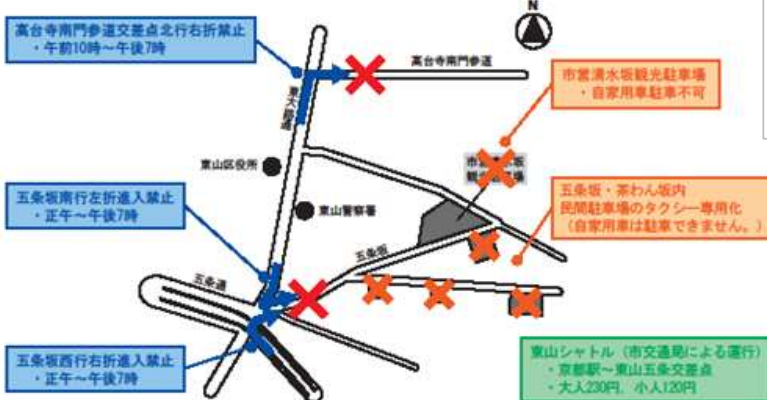 高台寺南門参道交差点北行右折禁止
・午前10時～午後7時
N
高台寺南門参道
市営清水坂観光駐車場
・自家用車駐車不可
東大路通
東山区役所
五条坂南行左折進入禁止
・正午～午後7時
東山警察署
五条坂・茶わん坂内
民間駐車場のタクシー専用化
（自家用車は駐車できません。）
五条坂
五条通
五条坂西行右折進入禁止
・正午～午後7時
東山シャトル（市交通局による運行）
・京都駅～東山五条交差点
・大人230円，小人120円